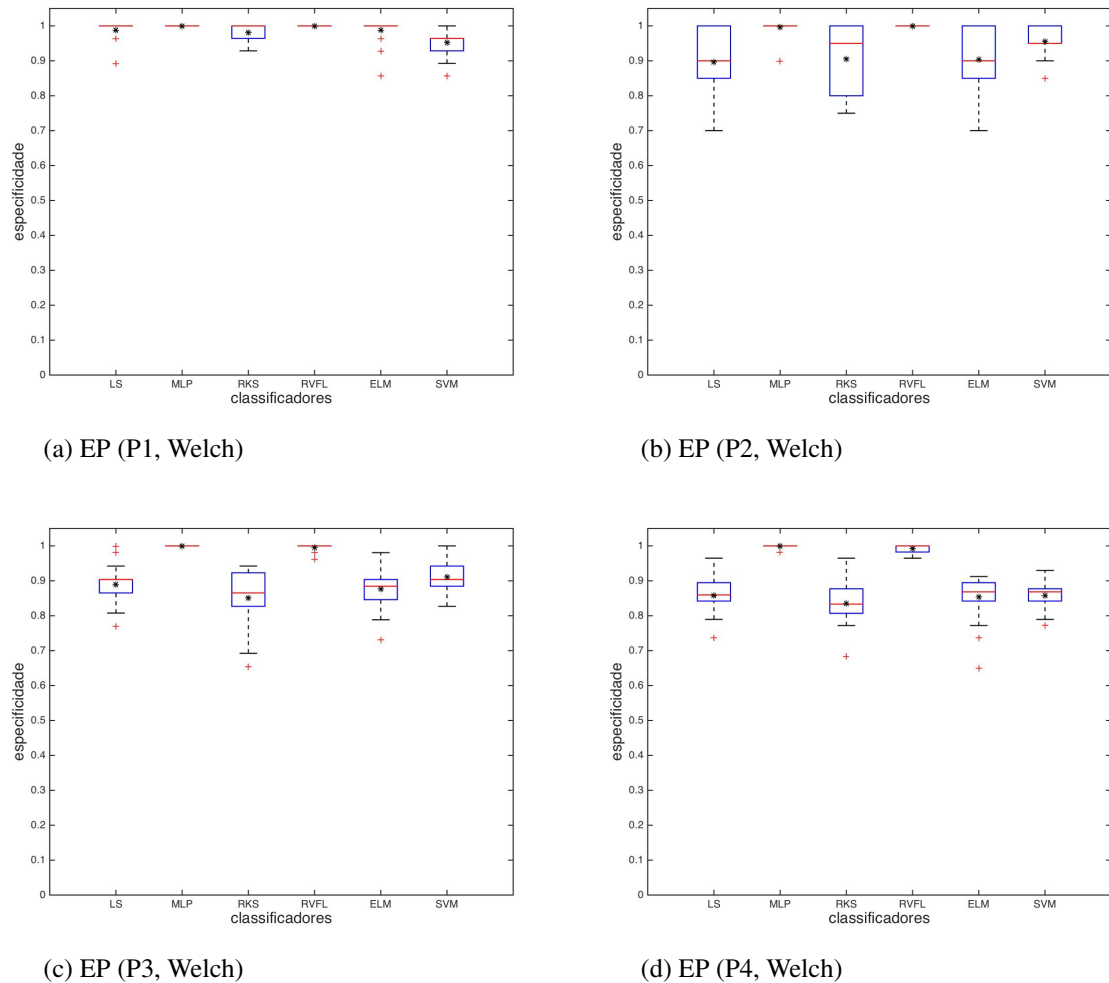 1
0.9
0.8
0.7
0.6
0.5
0.4
0.3
0.2
0.1
0
especificidade
LS MLP RKS RVFL ELM SVM
classificadores
(a) EP (P1, Welch)
1
0.9
0.8
0.7
0.6
0.5
0.4
0.3
0.2
0.1
0
especificidade
LS MLP RKS RVFL ELM SVM
classificadores
(b) EP (P2, Welch)
1
0.9
0.8
0.7
0.6
0.5
0.4
0.3
0.2
0.1
0
especificidade
LS MLP RKS RVFL ELM SVM
classificadores
(c) EP (P3, Welch)
1
0.9
0.8
0.7
0.6
0.5
0.4
0.3
0.2
0.1
0
especificidade
LS MLP RKS RVFL ELM SVM
classificadores
(d) EP (P4, Welch)